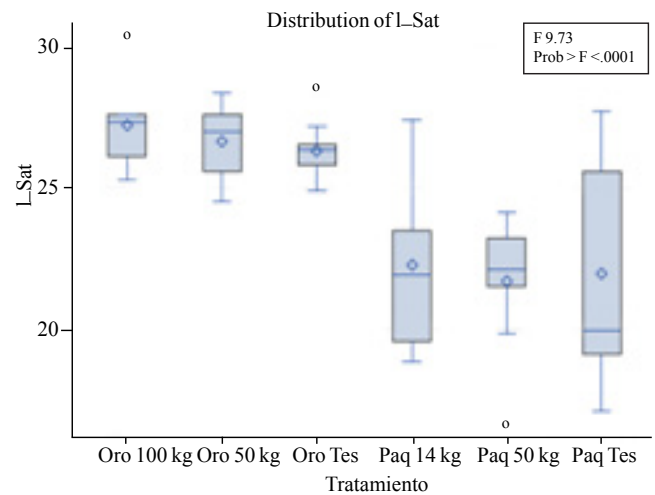 Distribution of l_Sat
F 9.73
Prob > F <.0001
30
25
20
l_Sat
Oro 100 kg Oro 50 kg Oro Tes Paq 14 kg Paq 50 kg Paq Tes
Tratamiento